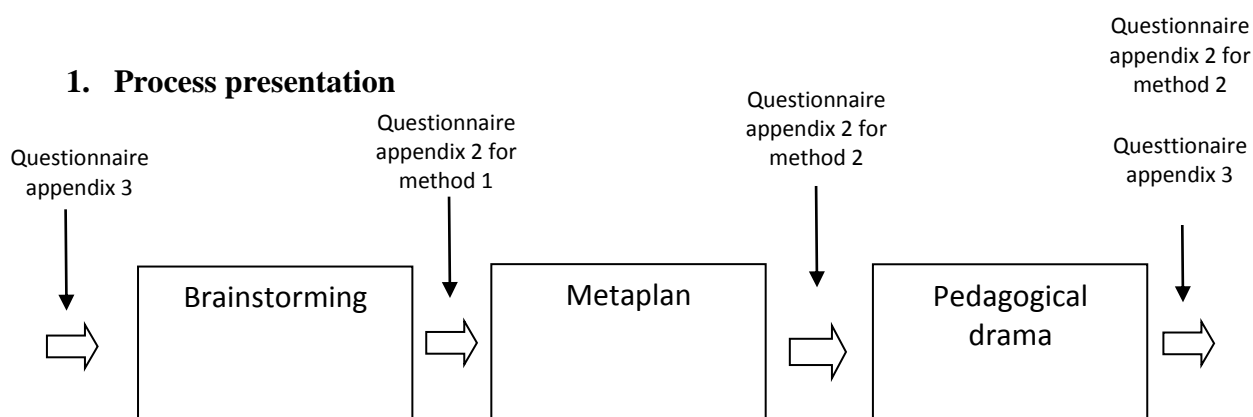 1. Process presentation
Questionnaire
appendix 3
Questionnaire
appendix 2 for
method 1
Questionnaire
appendix 2 for
method 2
Questionnaire
appendix 2 for
method 2
Questtionaire
appendix 3
Brainstorming
Metaplan
Pedagogical
drama